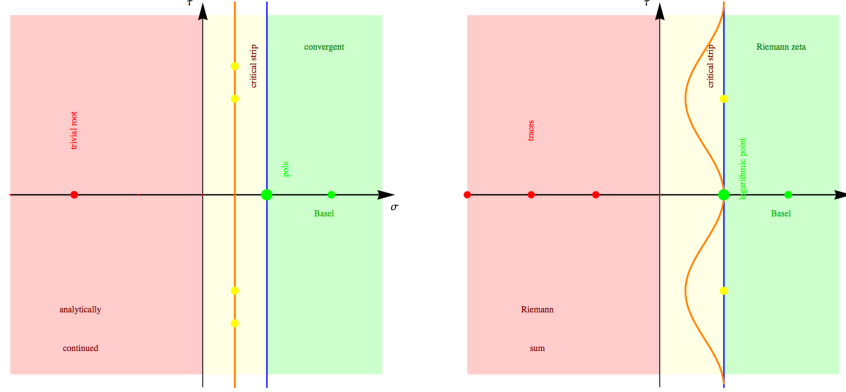 τ
critical strip
convergent
trivial root
pole
σ
Basel
analytically
continued
τ
critical strip
Riemann zeta
traces
logarithmic point
Basel
Riemann
sum